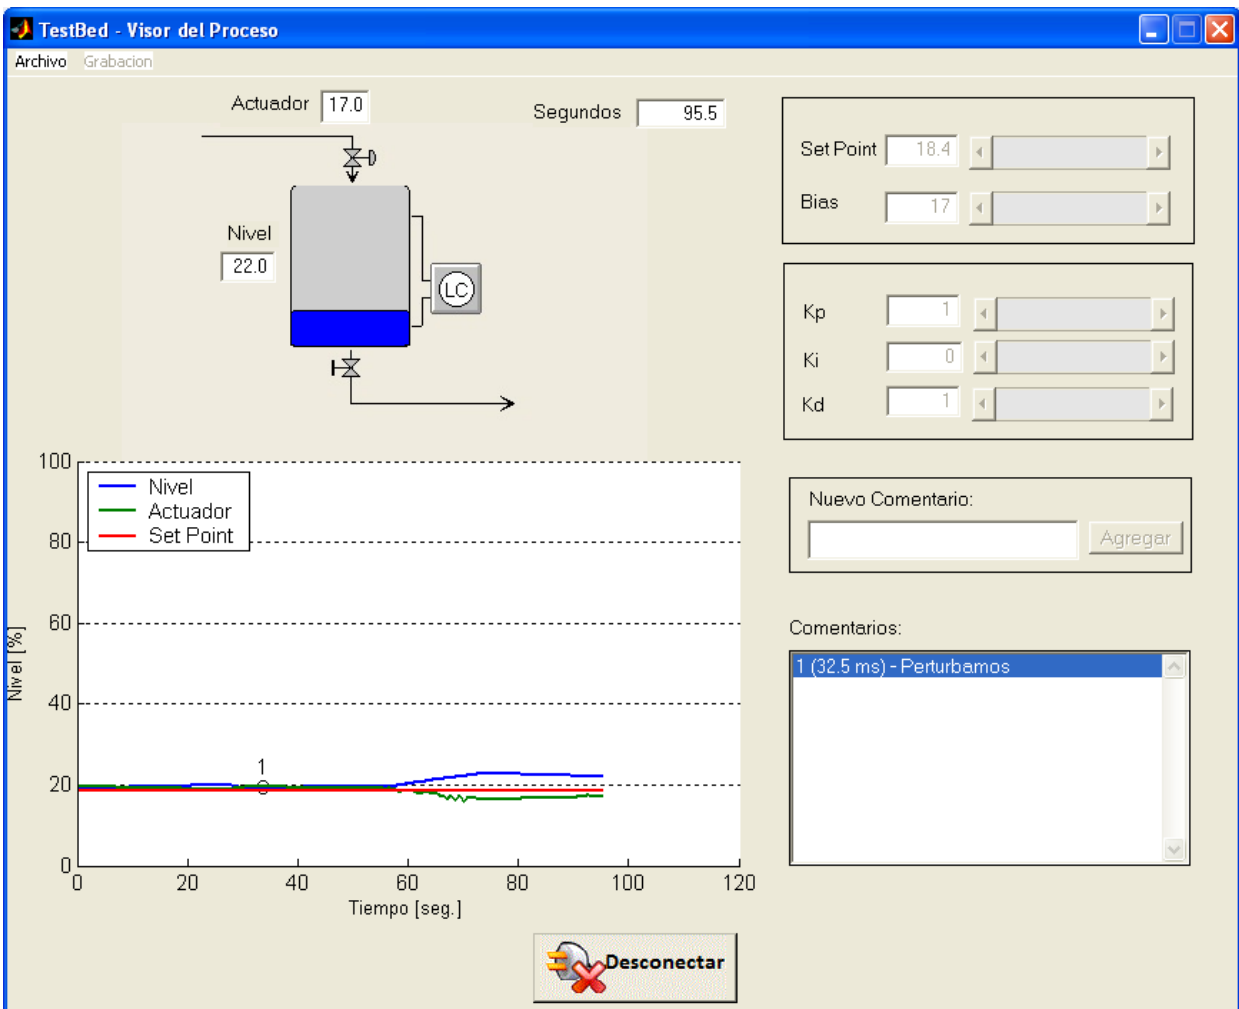 TestBed - Visor del Proceso
Archivo Grabacion
Actuador 17.0
Segundos 95.5
Nivel
22.0
LC
Set Point 18.4
Bias 17
Kp 1
Ki 0
Kd 1
Nuevo Comentario:
Agregar
Comentarios:
1 (32.5 ms) - Perturbamos
100
80
60
40
20
0
Nivel [%]
Nivel
Actuador
Set Point
1
0 20 40 60 80 100 120
Tiempo [seg.]
Desconectar